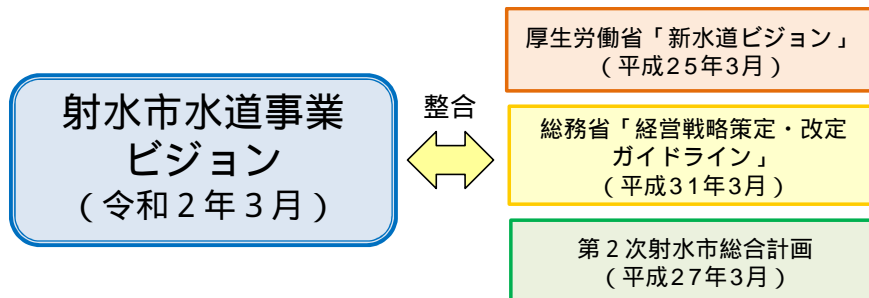 射水市水道事業
ビジョン
（令和２年３月）
整合
厚生労働省「新水道ビジョン」
（平成25年3月）
総務省「経営戦略策定・改定
ガイドライン」
（平成31年3月）
第２次射水市総合計画
（平成27年3月）